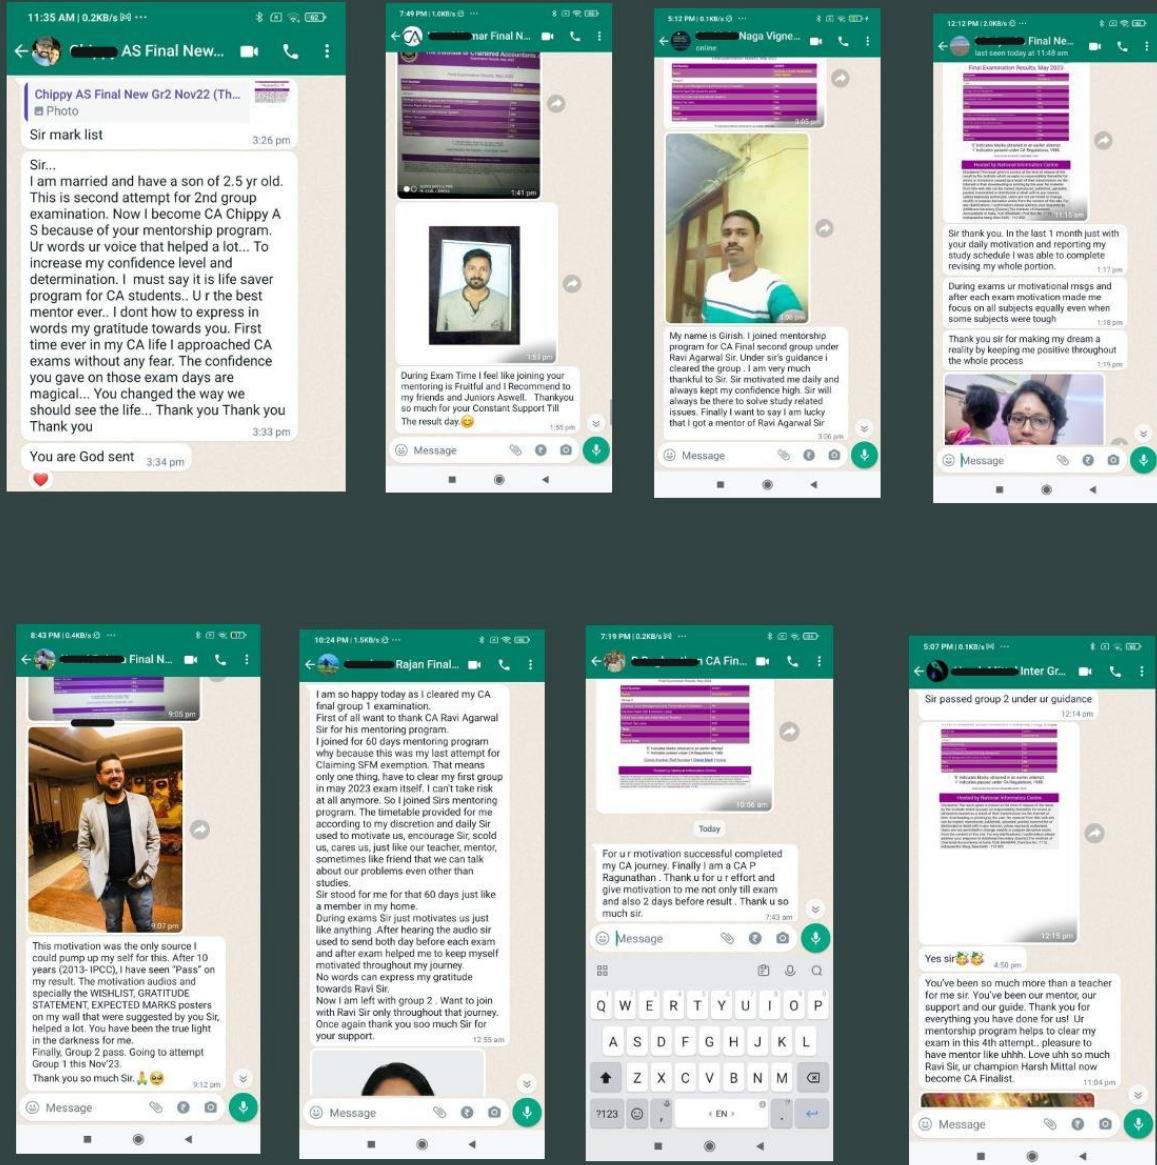 11:35 AM | 0.2KB/s ···
AS Final New...
Chippy AS Final New Gr2 Nov22 (Th...
Photo
Sir mark list
3:26 pm
Sir...
I am married and have a son of 2.5 yr old.
This is second attempt for 2nd group
examination. Now I become CA Chippy A
S because of your mentorship program.
Ur words ur voice that helped a lot... To
increase my confidence level and
determination. I must say it is life saver
program for CA students.. U r the best
mentor ever.. I dont how to express in
words my gratitude towards you. First
time ever in my CA life I approached CA
exams without any fear. The confidence
you gave on those exam days are
magical... You changed the way we
should see the life... Thank you Thank you
Thank you
3:33 pm
You are God sent 3:34 pm
7:49 PM | 1.0KB/s ···
mar Final N...
1:41 pm
1:53 pm
During Exam Time I feel like joining your
mentoring is Fruitful and I Recommend to
my friends and Juniors Aswell. Thankyou
so much for your Constant Support Till
The result day.😊
1:55 pm
Message
5:12 PM | 0.1KB/s ···
Naga Vigne...
online
3:05 pm
My name is Girish. I joined mentorship
program for CA Final second group under
Ravi Agarwal Sir. Under sir's guidance i
cleared the group . I am very much
thankful to Sir. Sir motivated me daily and
always kept my confidence high. Sir will
always be there to solve study related
issues. Finally I want to say I am lucky
that I got a mentor of Ravi Agarwal Sir
3:06 pm
Message
12:12 PM | 2.0KB/s ···
Final Ne...
last seen today at 11:48 am
Final Examination Results, May 2023
Hosted by National Informatics Centre
11:15 am
Sir thank you. In the last 1 month just with
your daily motivation and reporting my
study schedule I was able to complete
revising my whole portion.
1:17 pm
During exams ur motivational msgs and
after each exam motivation made me
focus on all subjects equally even when
some subjects were tough
1:18 pm
Thank you sir for making my dream a
reality by keeping me positive throughout
the whole process
1:19 pm
Message
8:43 PM | 0.4KB/s ···
Final N...
9:05 pm
9:07 pm
This motivation was the only source I
could pump up my self for this. After 10
years (2013- IPCC), I have seen "Pass" on
my result. The motivation audios and
specially the WISHLIST, GRATITUDE
STATEMENT, EXPECTED MARKS posters
on my wall that were suggested by you Sir,
helped a lot. You have been the true light
in the darkness for me.
Finally, Group 2 pass. Going to attempt
Group 1 this Nov'23.
Thank you so much Sir.🙏🥹
9:12 pm
Message
10:24 PM | 1.5KB/s ···
Rajan Final...
I am so happy today as I cleared my CA
final group 1 examination.
First of all want to thank CA Ravi Agarwal
Sir for his mentoring program.
I joined for 60 days mentoring program
why because this was my last attempt for
Claiming SFM exemption. That means
only one thing, have to clear my first group
in may 2023 exam itself. I can't take risk
at all anymore. So I joined Sirs mentoring
program. The timetable provided for me
according to my discretion and daily Sir
used to motivate us, encourage Sir, scold
us, cares us, just like our teacher, mentor,
sometimes like friend that we can talk
about our problems even other than
studies.
Sir stood for me for that 60 days just like
a member in my home.
During exams Sir just motivates us just
like anything .After hearing the audio sir
used to send both day before each exam
and after exam helped me to keep myself
motivated throughout my journey.
No words can express my gratitude
towards Ravi Sir.
Now I am left with group 2 . Want to join
with Ravi Sir only throughout that journey.
Once again thank you soo much Sir for
your support.
12:55 am
Message
7:19 PM | 0.2KB/s ···
CA Fin...
Hosted by National Informatics Centre
10:56 am
Today
For u r motivation successful completed
my CA journey. Finally I am a CA P
Ragunathan . Thank u for u r effort and
give motivation to me not only till exam
and also 2 days before result . Thank u so
much sir.
7:43 am
Message
Q W E R T Y U I O P
A S D F G H J K L
Z X C V B N M
?123 , < EN > .
5:07 PM | 0.1KB/s ···
Inter Gr...
Sir passed group 2 under ur guidance
12:14 pm
Hosted by National Informatics Centre
12:15 pm
Yes sir🥳🥳
4:50 pm
You've been so much more than a teacher
for me sir. You've been our mentor, our
support and our guide. Thank you for
everything you have done for us! Ur
mentorship program helps to clear my
exam in this 4th attempt.. pleasure to
have mentor like uhhh. Love uhh so much
Ravi Sir, ur champion Harsh Mittal now
become CA Finalist.
11:04 pm
Message